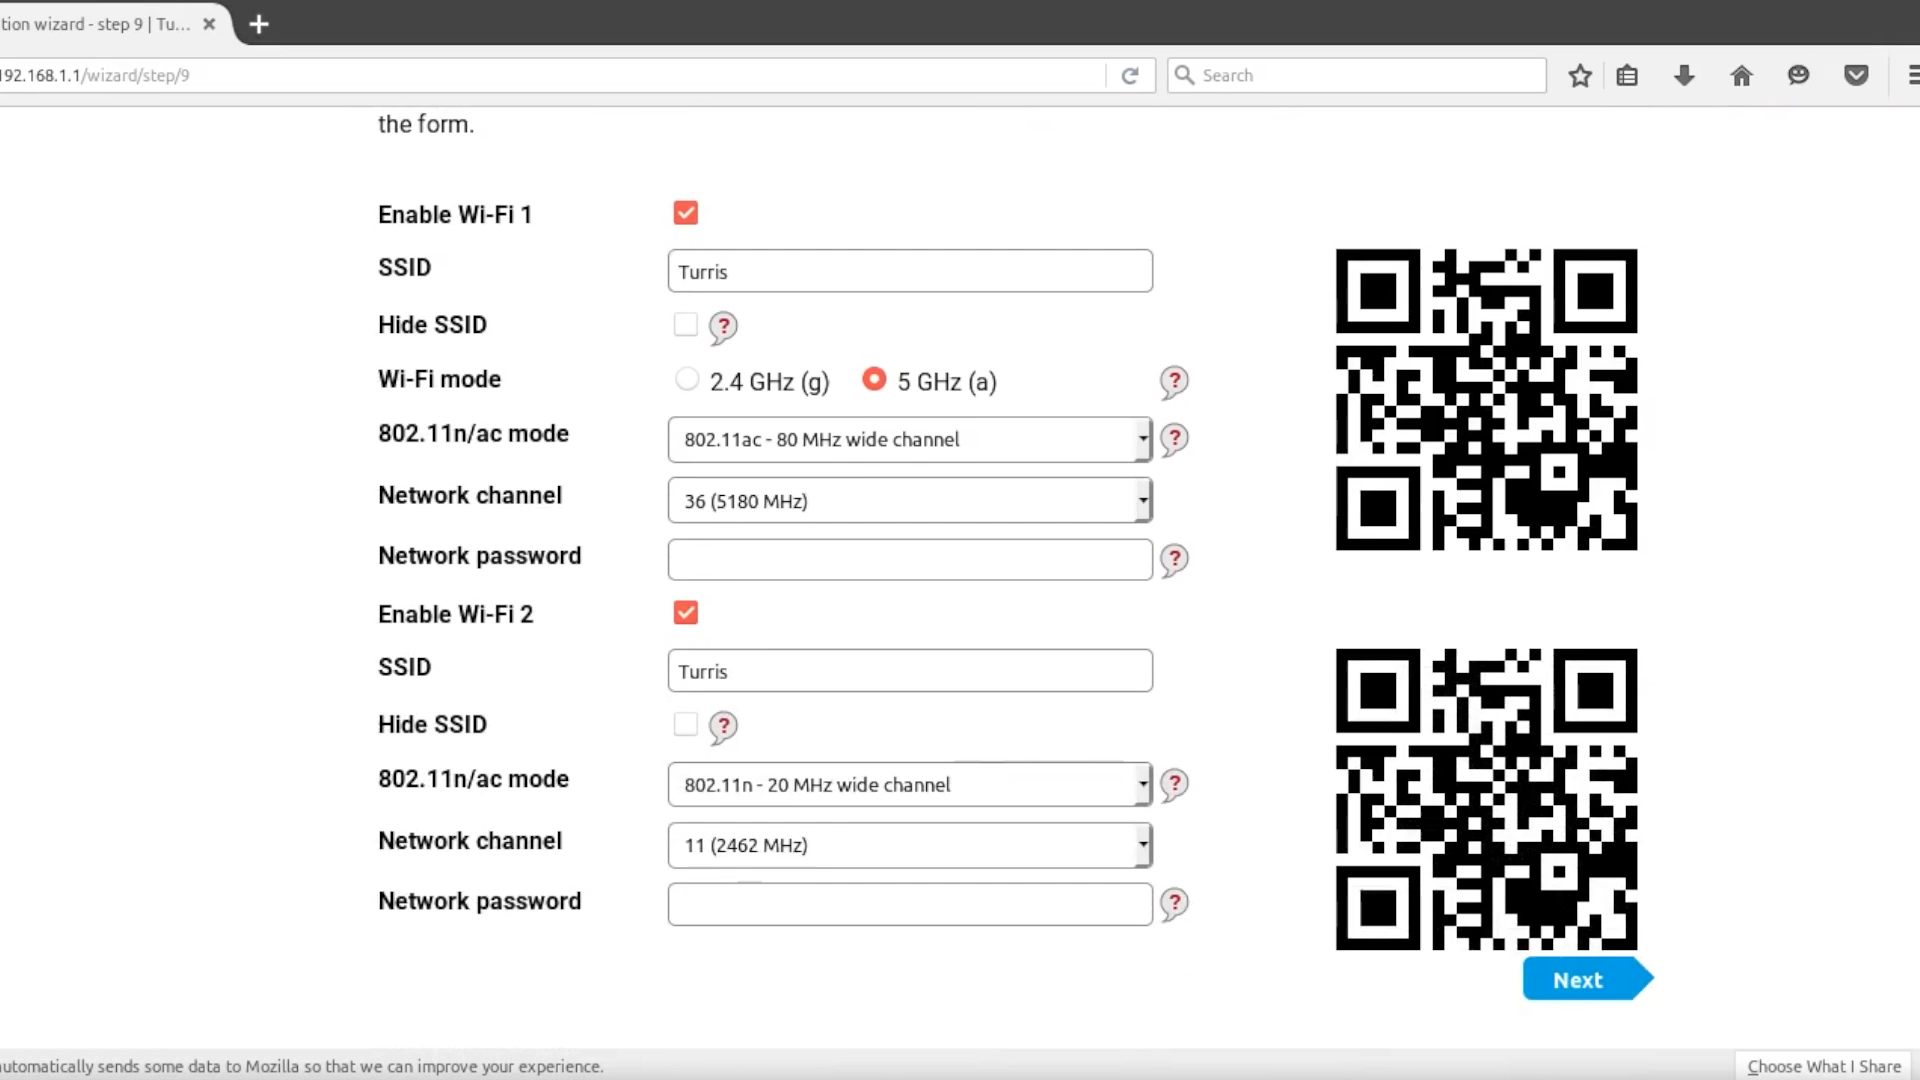 tion wizard - step 9 | Tu...
192.168.1.1/wizard/step/9
Search
the form.
Enable Wi-Fi 1
SSID
Turris
Hide SSID
?
Wi-Fi mode
2.4 GHz (g)
5 GHz (a)
?
802.11n/ac mode
802.11ac - 80 MHz wide channel
?
Network channel
36 (5180 MHz)
Network password
?
Enable Wi-Fi 2
SSID
Turris
Hide SSID
?
802.11n/ac mode
802.11n - 20 MHz wide channel
?
Network channel
11 (2462 MHz)
Network password
?
Next
automatically sends some data to Mozilla so that we can improve your experience.
Choose What I Share